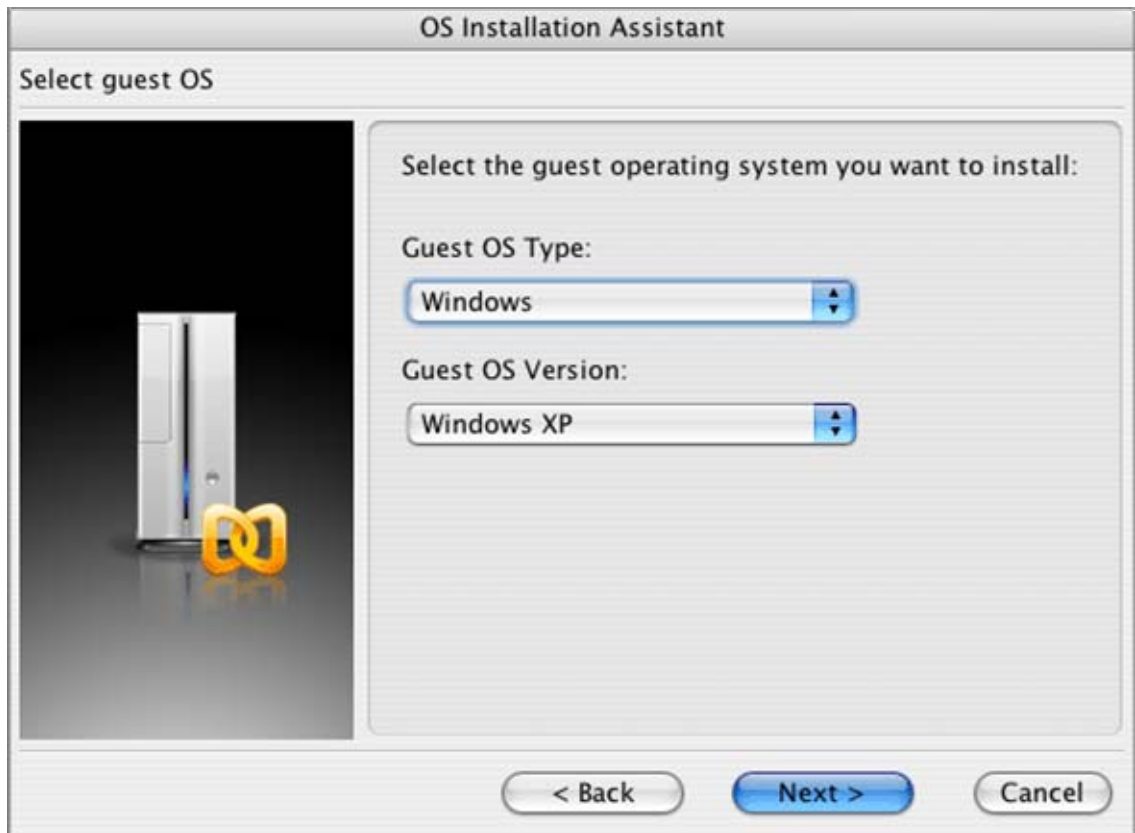 OS Installation Assistant
Select guest OS
Select the guest operating system you want to install:
Guest OS Type:
Windows
Guest OS Version:
Windows XP
< Back
Next >
Cancel